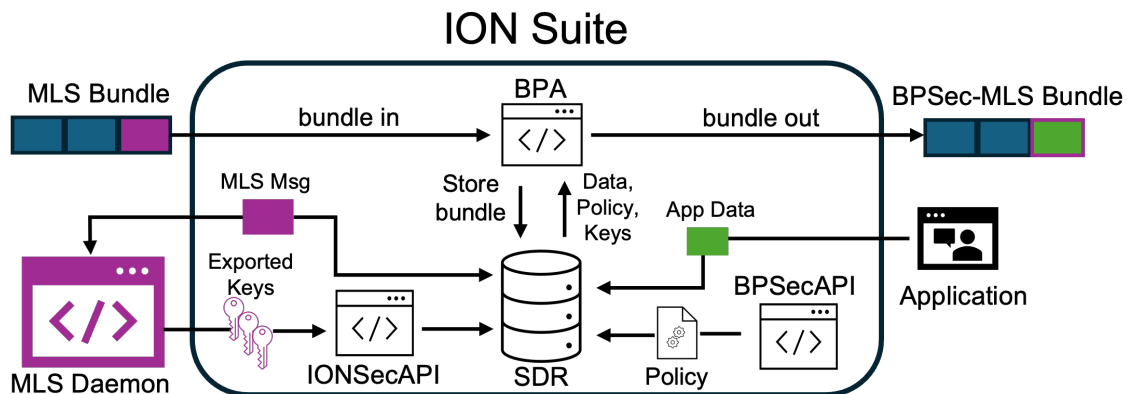 ION Suite
MLS Bundle
BPA
BPSec-MLS Bundle
bundle in
bundle out
</>
MLS Msg
Store
bundle
Data,
Policy,
Keys
App Data
Exported
Keys
BPSecAPI
Application
</>
</>
</>
MLS Daemon
IONSecAPI
SDR
Policy